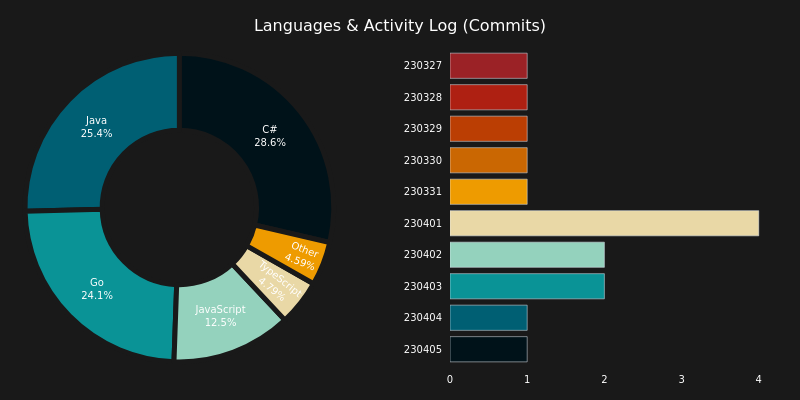 Languages & Activity Log (Commits)
Java
25.4%
C#
28.6%
Other
4.59%
TypeScript
4.79%
Go
24.1%
JavaScript
12.5%
230327
230328
230329
230330
230331
230401
230402
230403
230404
230405
0 1 2 3 4